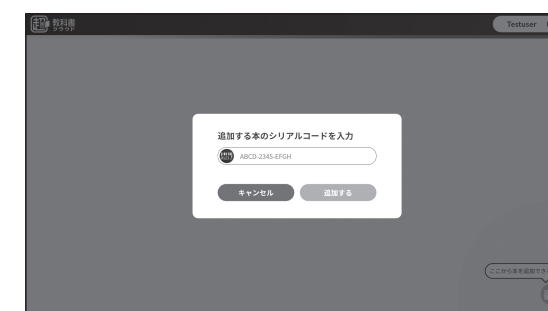 超 教科書
クラウド
Testuser
追加する本のシリアルコードを入力
ABCD-2345-EFGH
キャンセル
追加する
ここから本を追加でき